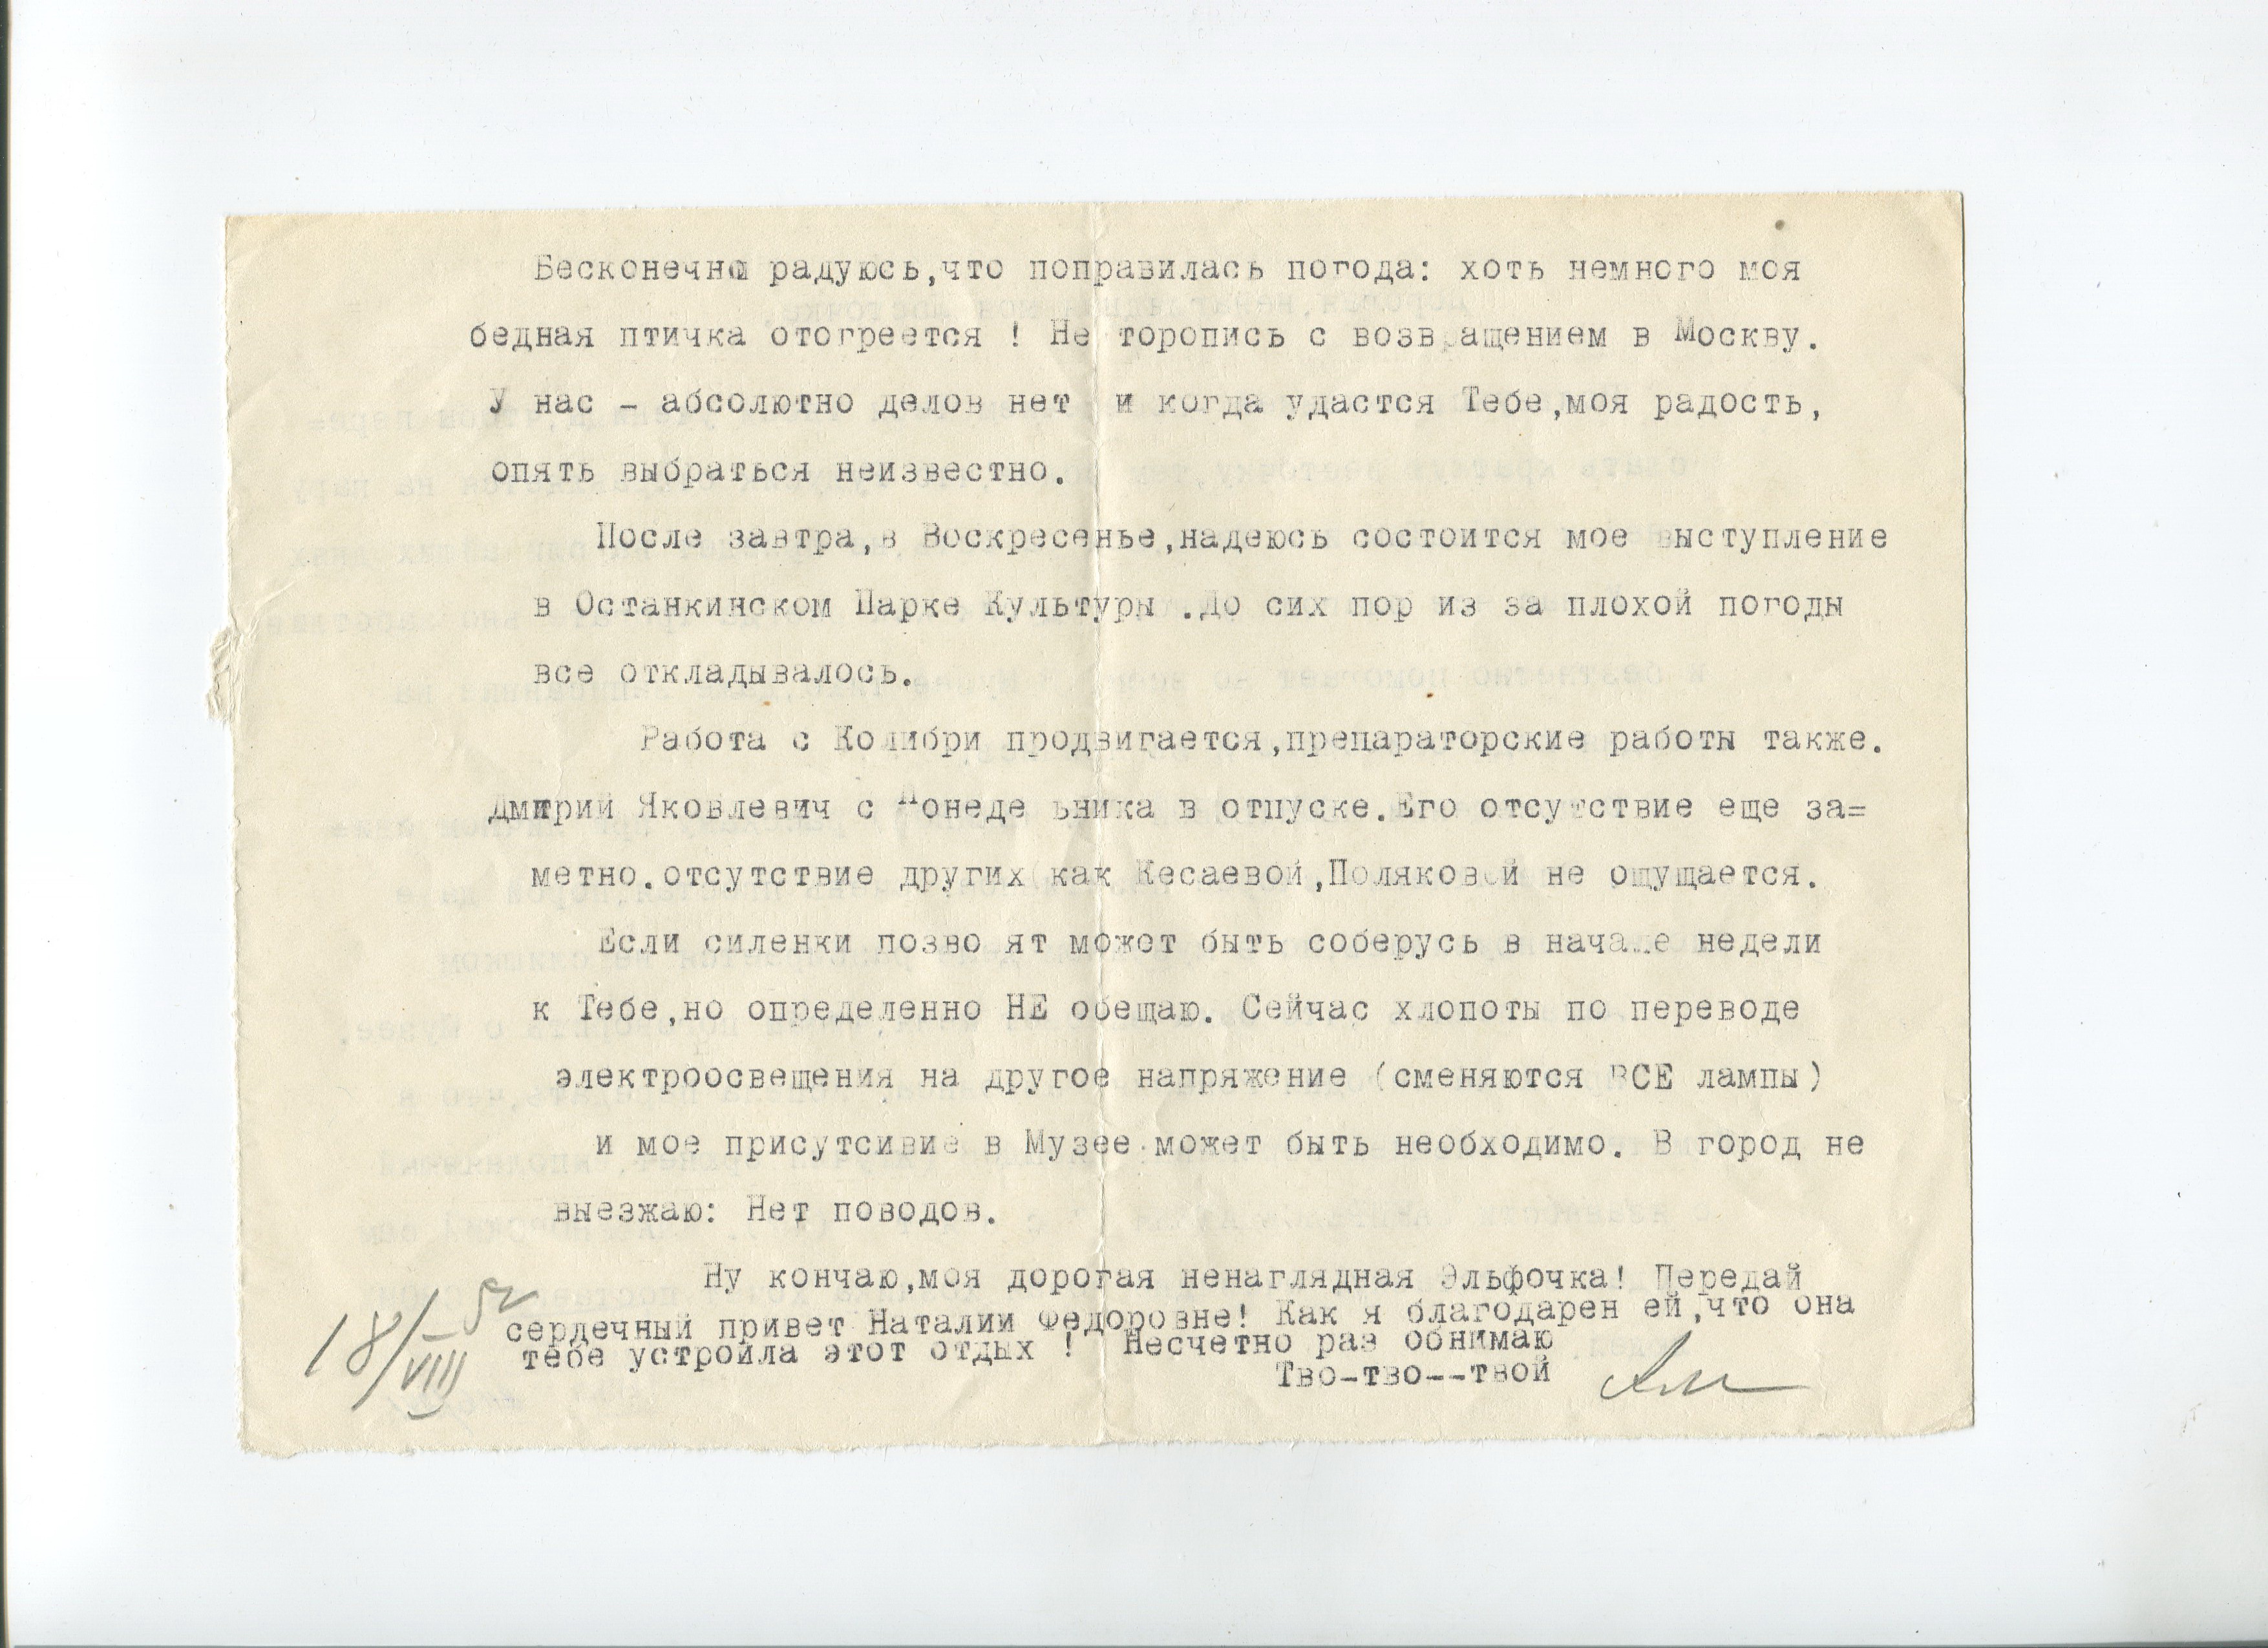 Бесконечно радуюсь,что поправилась погода: хоть немного моя
бедная птичка отогреется ! Не торопись с возвращением в Москву.
У нас - абсолютно делов нет и когда удастся Тебе,моя радость,
опять выбраться неизвестно.
После завтра,в Воскресенье,надеюсь состоится мое выступление
в Останкинском Парке Культуры .До сих пор из за плохой погоды
все откладывалось.
Работа с Колибри продвигается,препараторские работы также.
Дмитрий Яковлевич с Понеде ьника в отпуске.Его отсутствие еще за=
метно.отсутствие других(как Кесаевой,Поляковой не ощущается.
Если силенки позво ят может быть соберусь в начале недели
к Тебе,но определенно НЕ обещаю. Сейчас хлопоты по переводе
электроосвещения на другое напряжение (сменяются ВСЕ лампы)
и мое присутсивие в Музее может быть необходимо. В город не
выезжаю: Нет поводов.
Ну кончаю,моя дорогая ненаглядная Эльфочка! Передай
сердечный привет Наталии Федоровне! Как я благодарен ей,что она
тебе устроила этот отдых ! Несчетно раз обнимаю
Тво-тво--твой
18/VIII